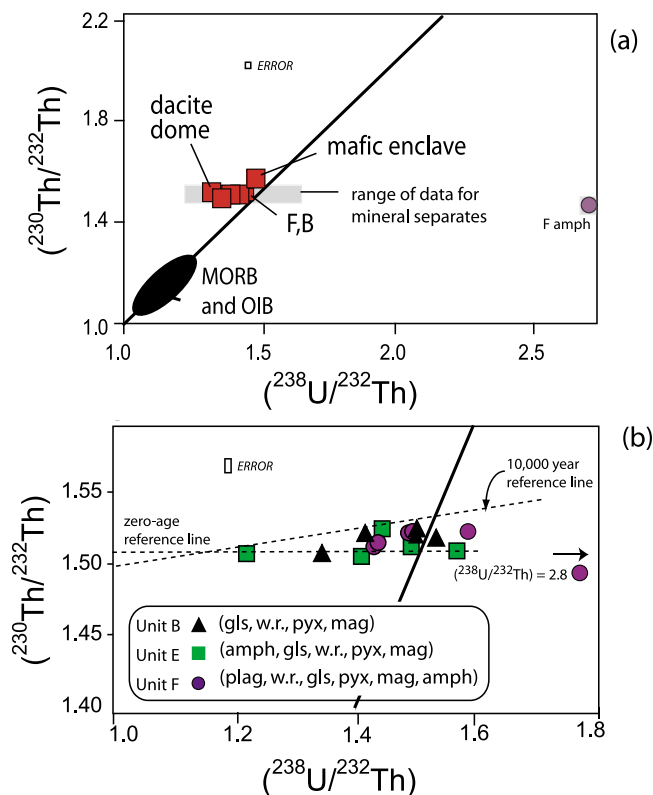 (a)
2.2
1.8
1.4
1.0
(²³⁰Th/²³²Th)
ERROR
dacite
dome
mafic enclave
F,B
range of data for
mineral separates
F amph
MORB
and OIB
1.0
1.5
2.0
2.5
(²³⁸U/²³²Th)
(b)
1.55
1.50
1.45
1.40
(²³⁰Th/²³²Th)
ERROR
10,000 year
reference line
zero-age
reference line
(²³⁸U/²³²Th) = 2.8
Unit B (gls, w.r., pyx, mag)
Unit E (amph, gls, w.r., pyx, mag)
Unit F (plag, w.r., gls, pyx, mag, amph)
1.0
1.2
1.4
1.6
1.8
(²³⁸U/²³²Th)